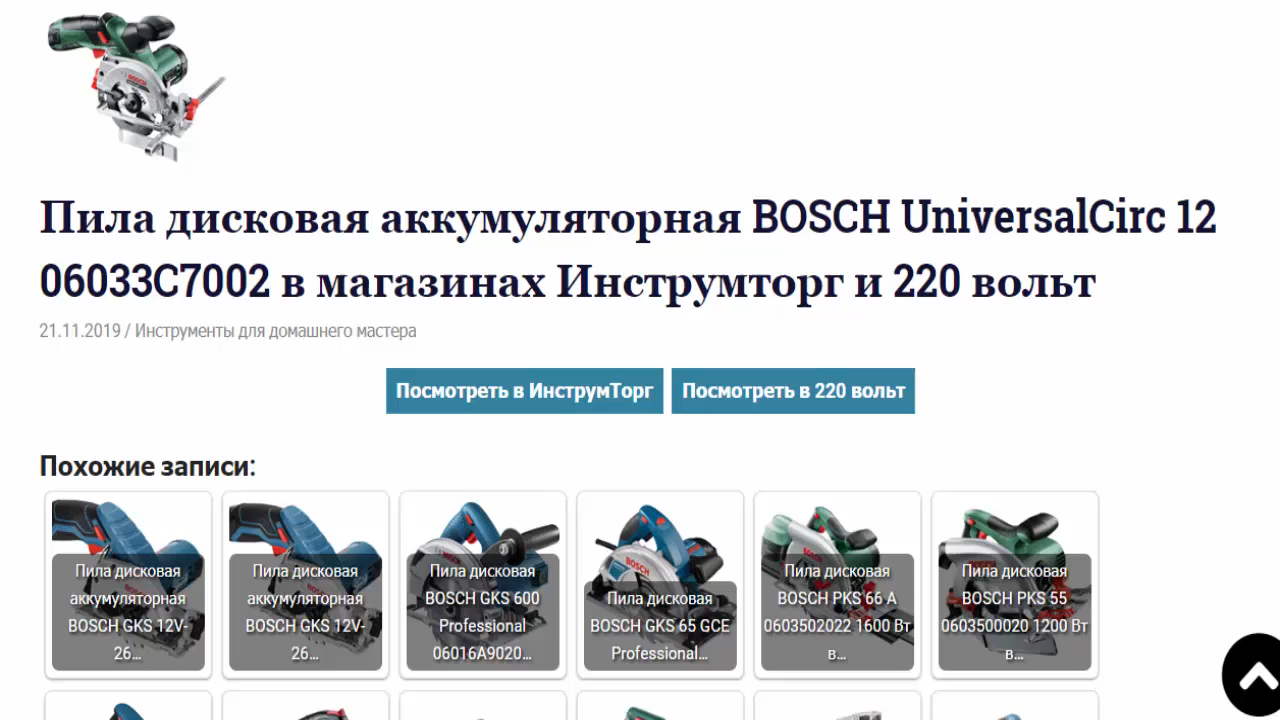 Пила дисковая аккумуляторная BOSCH UniversalCirc 12
06033C7002 в магазинах Инструмторг и 220 вольт
21.11.2019 / Инструменты для домашнего мастера
Посмотреть в ИнструмТорг
Посмотреть в 220 вольт
Похожие записи:
Пила дисковая
аккумуляторная
BOSCH GKS 12V-
26...
Пила дисковая
аккумуляторная
BOSCH GKS 12V-
26...
Пила дисковая
BOSCH GKS 600
Professional
06016A9020...
Пила дисковая
BOSCH GKS 65 GCE
Professional...
Пила дисковая
BOSCH PKS 66 A
0603502022 1600 Вт
в...
Пила дисковая
BOSCH PKS 55
0603500020 1200 Вт
в...